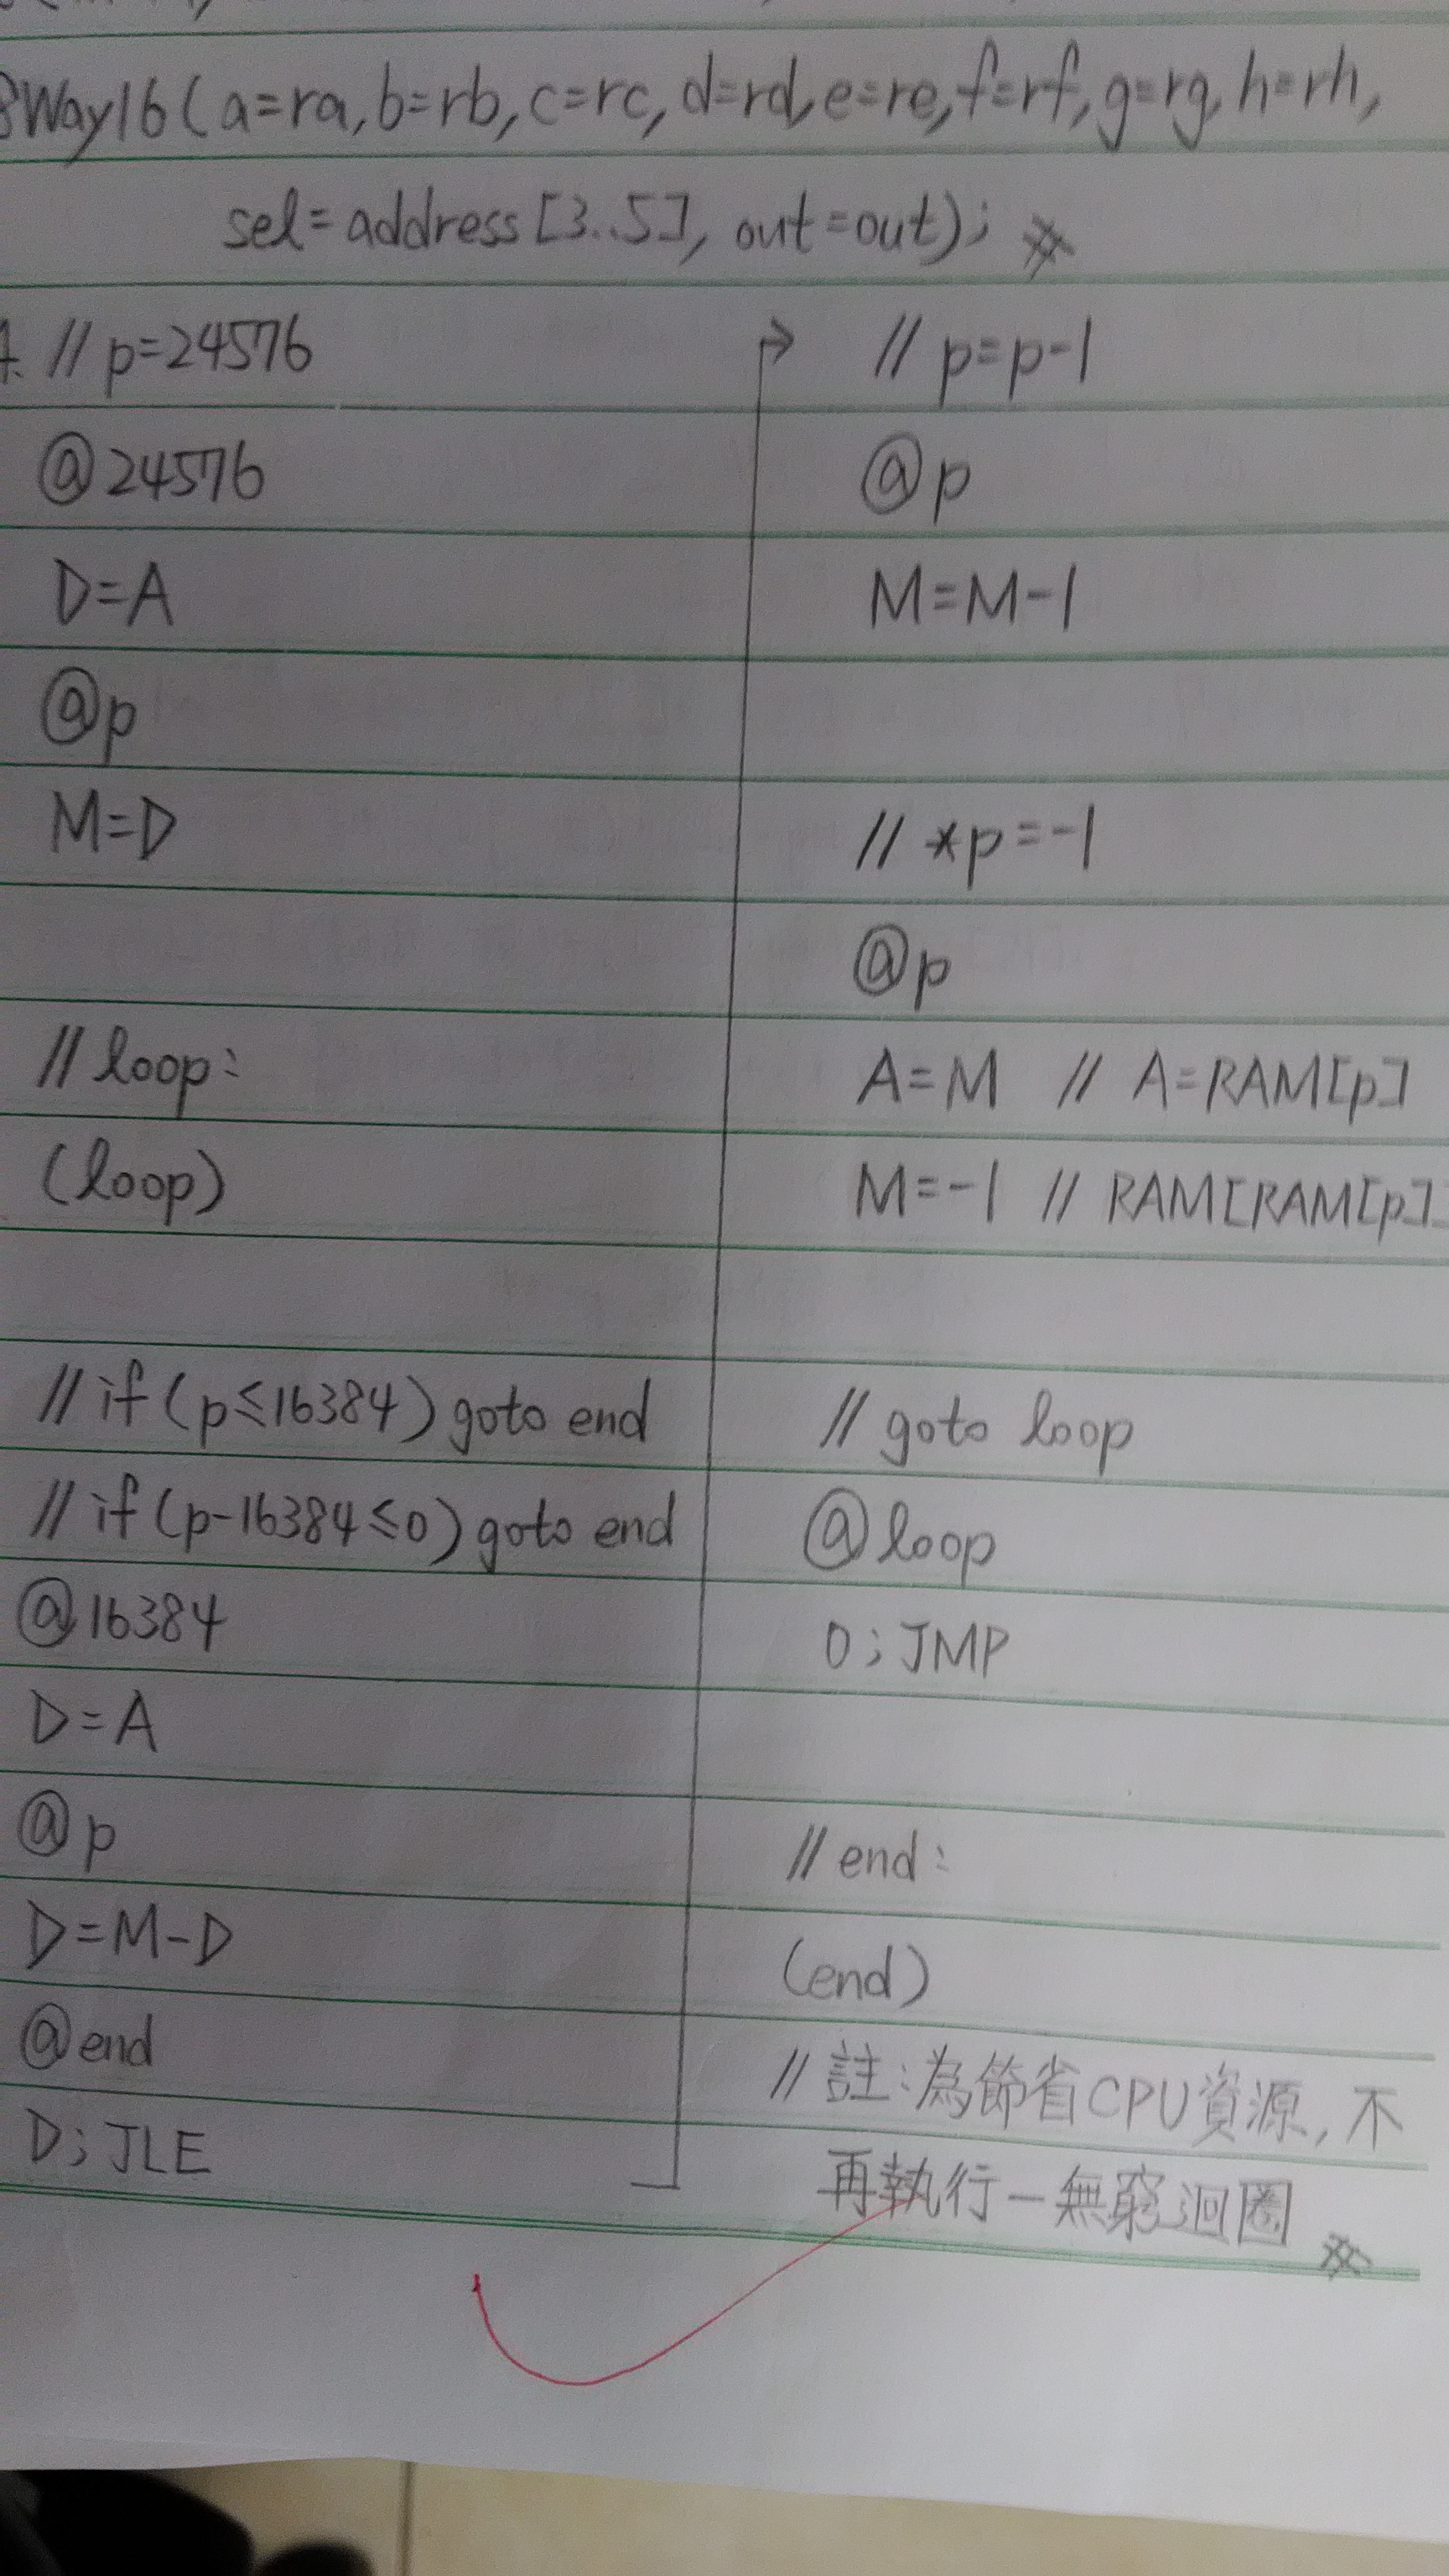 8Way16(a=ra,b=rb,c=rc,d=rd,e=re,f=rf,g=rg,h=rh,
sel=address[3..5], out=out);
4. // p=24576
@24576
D=A
@p
M=D
// loop:
(loop)
// if (p≤16384) goto end
// if (p-16384≤0) goto end
@16384
D=A
@p
D=M-D
@end
D;JLE
// p=p-1
@p
M=M-1
// *p=-1
@p
A=M // A=RAM[p]
M=-1 // RAM[RAM[p]
// goto loop
@loop
0;JMP
// end:
(end)
// 註:為節省CPU資源,不
再執行一無窮迴圈